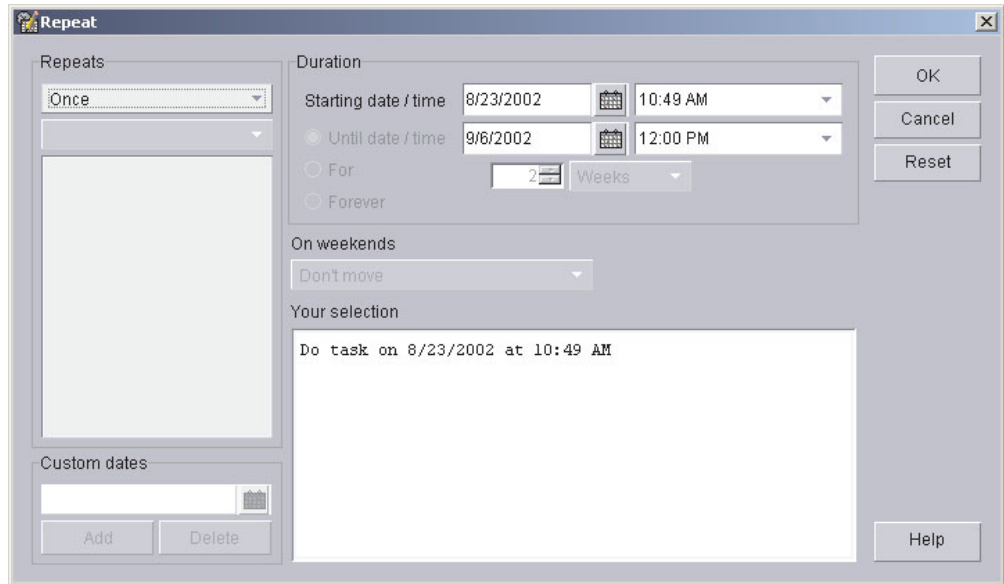 Repeat
Repeats
Once
Duration
Starting date / time 8/23/2002 10:49 AM
Until date / time 9/6/2002 12:00 PM
For 2 Weeks
Forever
On weekends
Don't move
Your selection
Do task on 8/23/2002 at 10:49 AM
Custom dates
Add Delete
OK
Cancel
Reset
Help